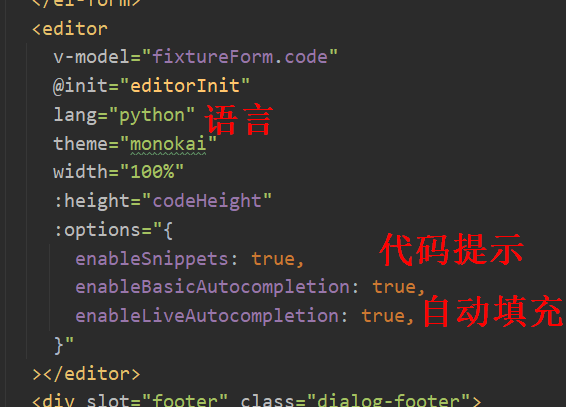 </el-form>
<editor
v-model="fixtureForm.code"
@init="editorInit"
lang="python" 语言
theme="monokai"
width="100%"
:height="codeHeight"
:options="{
enableSnippets: true, 代码提示
enableBasicAutocompletion: true,
enableLiveAutocompletion: true, 自动填充
}"
></editor>
<div slot="footer" class="dialog-footer">